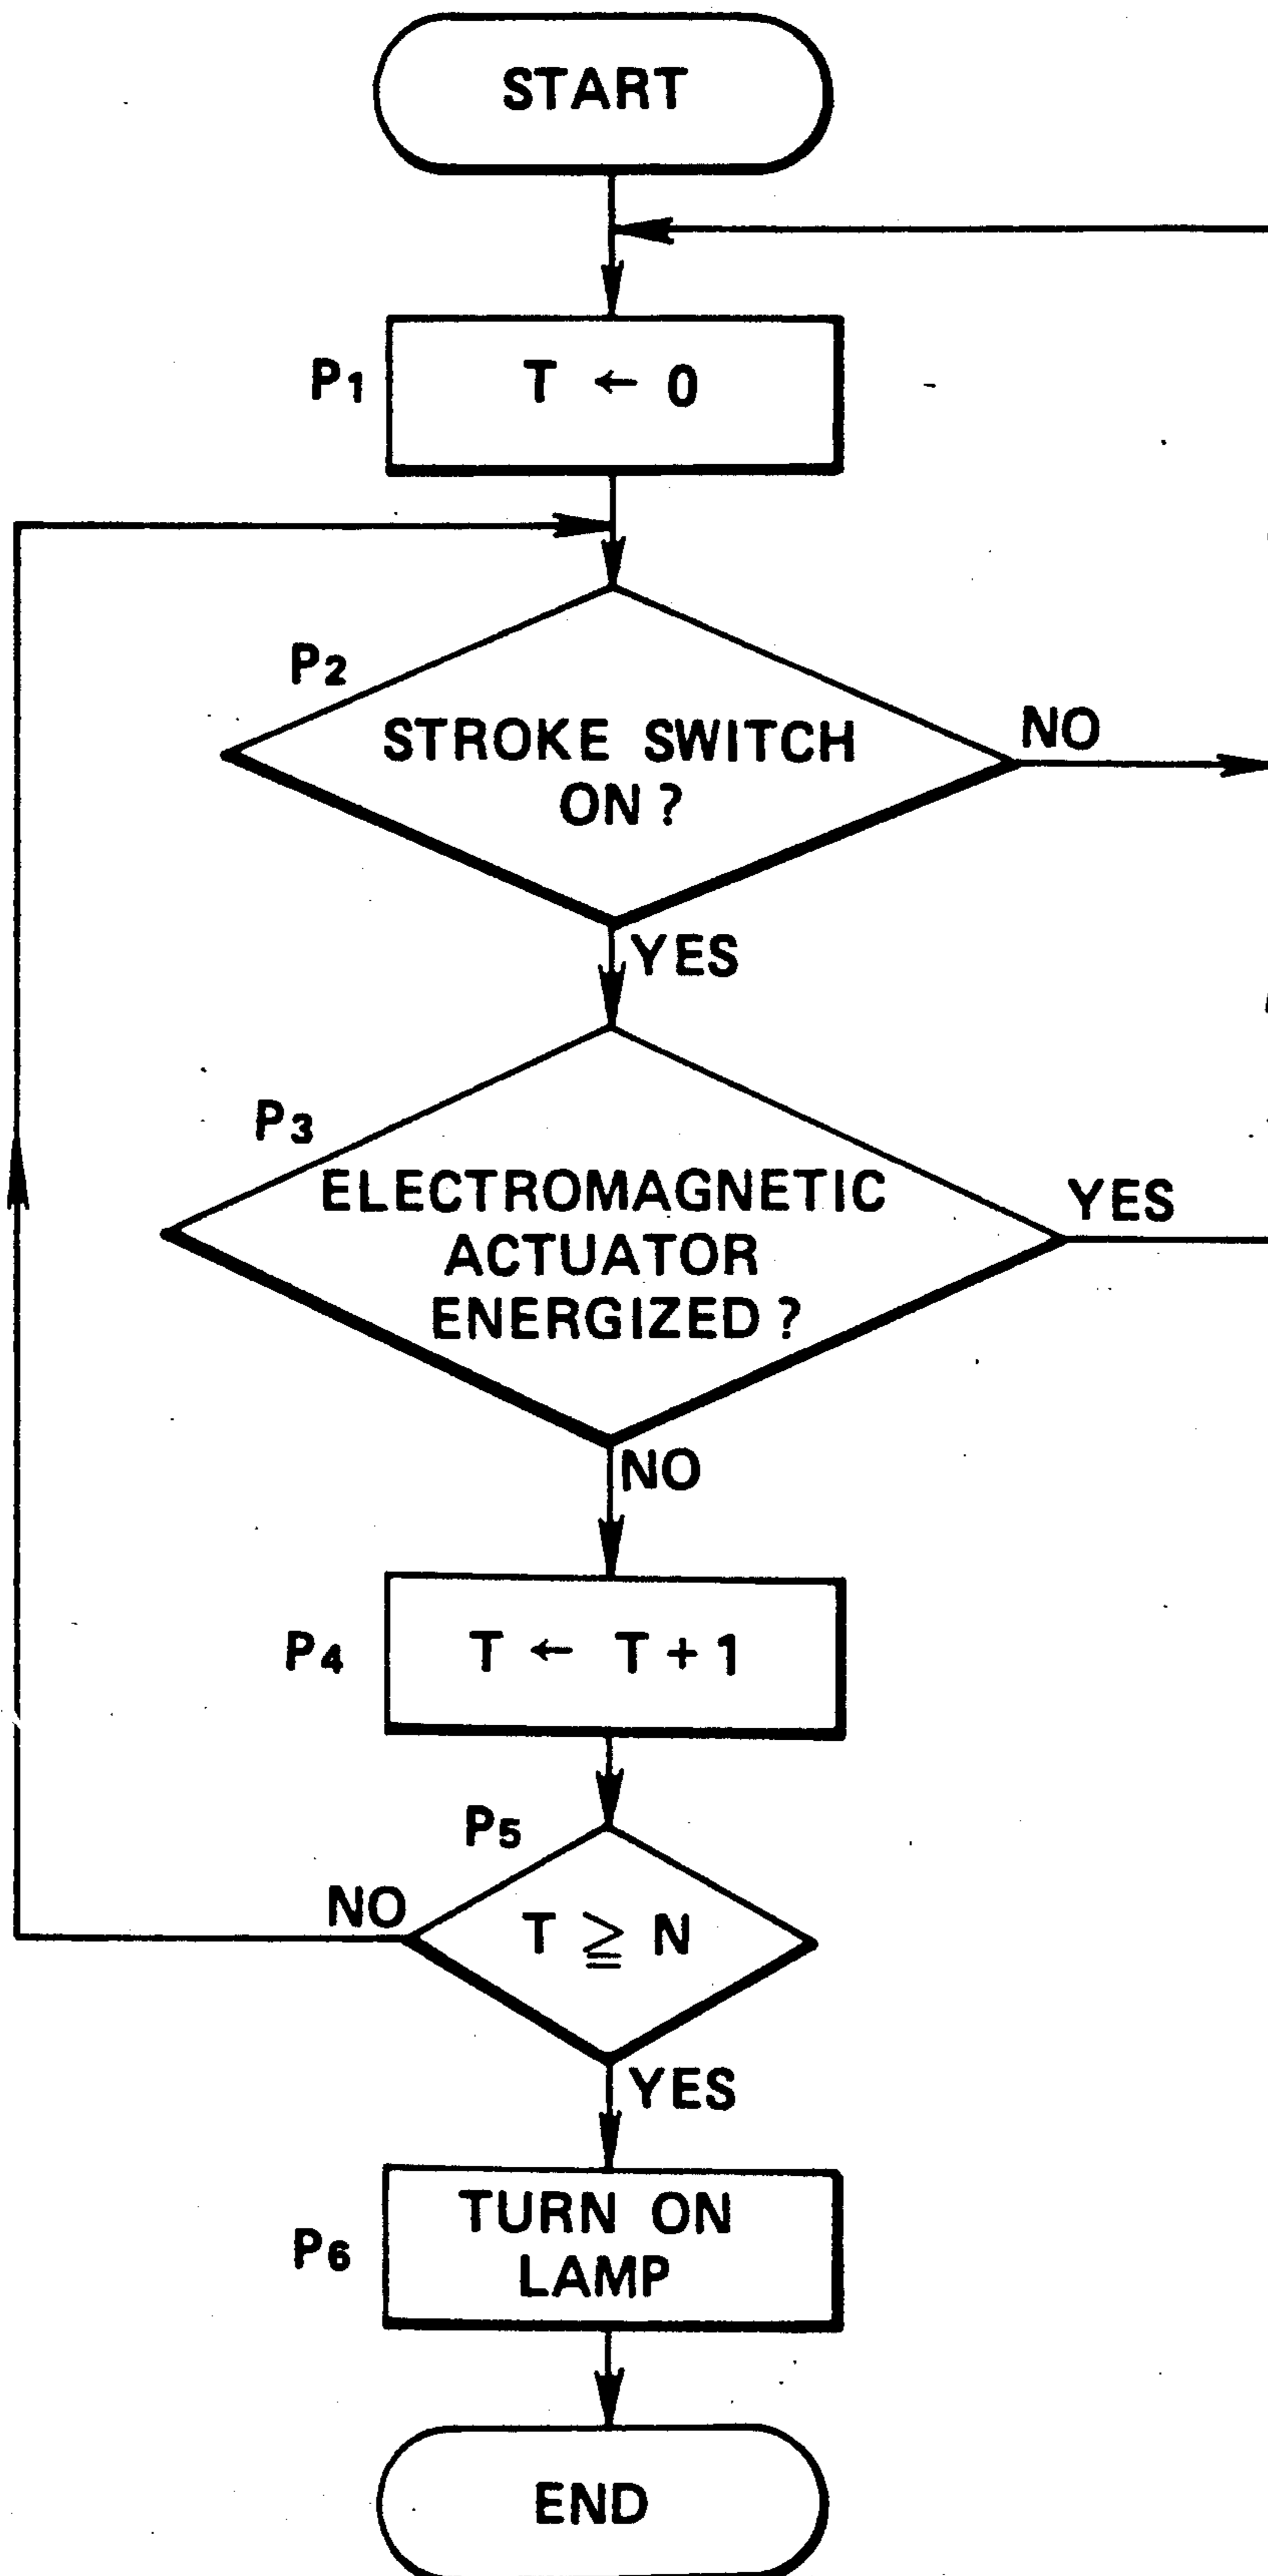 START
P1
T ← 0
P2
STROKE SWITCH
ON ?
NO
YES
P3
ELECTROMAGNETIC
ACTUATOR
ENERGIZED ?
YES
NO
P4
T ← T + 1
P5
NO
T ≧ N
YES
P6
TURN ON
LAMP
END